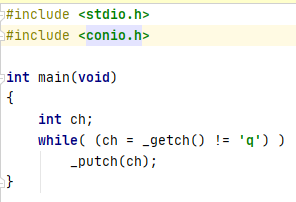 #include <stdio.h>
#include <conio.h>
int main(void)
{
int ch;
while( (ch = _getch() != 'q') )
_putch(ch);
}